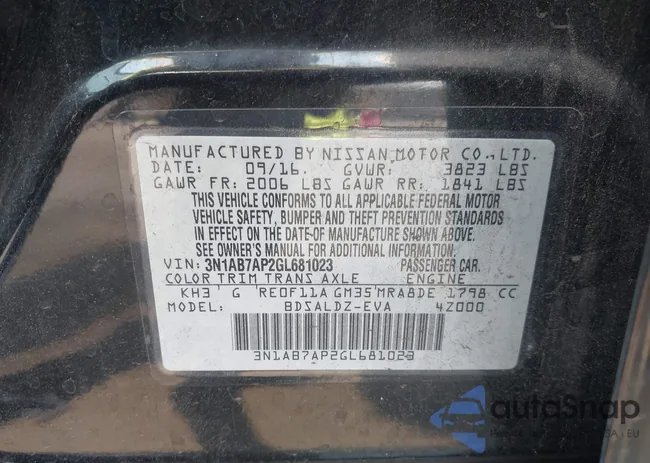 MANUFACTURED BY NISSAN MOTOR CO., LTD.
DATE: 09/16. GVWR: 3823 LBS
GAWR FR: 2006 LBS GAWR RR: 1841 LBS
THIS VEHICLE CONFORMS TO ALL APPLICABLE FEDERAL MOTOR
VEHICLE SAFETY, BUMPER AND THEFT PREVENTION STANDARDS
IN EFFECT ON THE DATE OF MANUFACTURE SHOWN ABOVE.
SEE OWNER'S MANUAL FOR ADDITIONAL INFORMATION.
VIN: 3N1AB7AP2GL681023 PASSENGER CAR.
COLOR TRIM TRANS AXLE ENGINE
KH3 G RE0F11A GM35 MRA8DE 1798 CC
MODEL: BDSALDZ-EVA 4Z000
3N1AB7AP2GL681023
autoSnap
EU